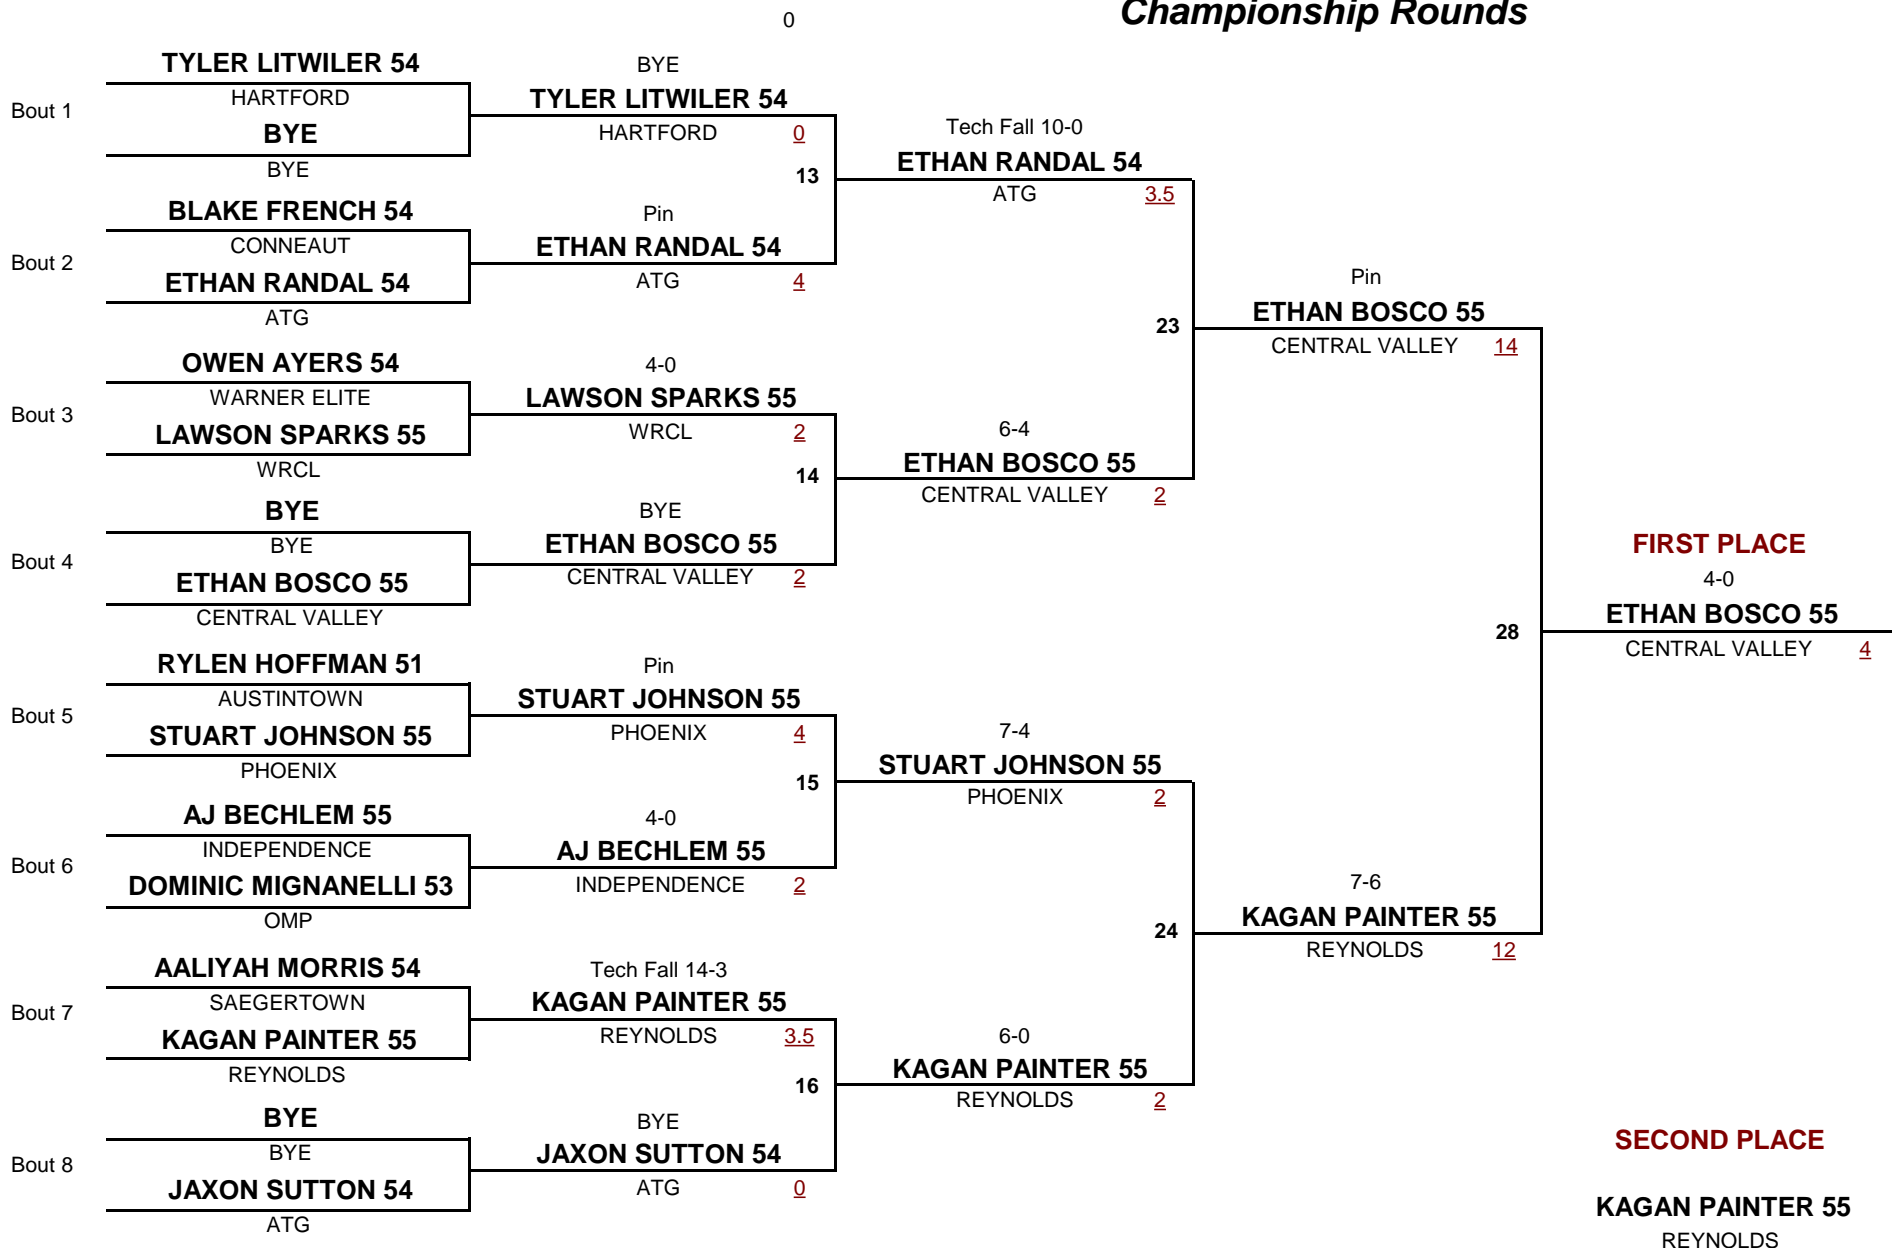 0
Championship Rounds
TYLER LITWILER 54
HARTFORD
Bout 1
BYE
BYE
BLAKE FRENCH 54
CONNEAUT
Bout 2
ETHAN RANDAL 54
ATG
OWEN AYERS 54
WARNER ELITE
Bout 3
LAWSON SPARKS 55
WRCL
BYE
BYE
Bout 4
ETHAN BOSCO 55
CENTRAL VALLEY
RYLEN HOFFMAN 51
AUSTINTOWN
Bout 5
STUART JOHNSON 55
PHOENIX
AJ BECHLEM 55
INDEPENDENCE
Bout 6
DOMINIC MIGNANELLI 53
OMP
AALIYAH MORRIS 54
SAEGERTOWN
Bout 7
KAGAN PAINTER 55
REYNOLDS
BYE
BYE
Bout 8
JAXON SUTTON 54
ATG
BYE
TYLER LITWILER 54
HARTFORD 0
13
Pin
ETHAN RANDAL 54
ATG 4
4-0
LAWSON SPARKS 55
WRCL 2
14
BYE
ETHAN BOSCO 55
CENTRAL VALLEY 2
Pin
STUART JOHNSON 55
PHOENIX 4
15
4-0
AJ BECHLEM 55
INDEPENDENCE 2
Tech Fall 14-3
KAGAN PAINTER 55
REYNOLDS 3.5
16
BYE
JAXON SUTTON 54
ATG 0
Tech Fall 10-0
ETHAN RANDAL 54
ATG 3.5
23
6-4
ETHAN BOSCO 55
CENTRAL VALLEY 2
7-4
STUART JOHNSON 55
PHOENIX 2
24
6-0
KAGAN PAINTER 55
REYNOLDS 2
Pin
ETHAN BOSCO 55
CENTRAL VALLEY 14
28
7-6
KAGAN PAINTER 55
REYNOLDS 12
FIRST PLACE
4-0
ETHAN BOSCO 55
CENTRAL VALLEY 4
SECOND PLACE
KAGAN PAINTER 55
REYNOLDS